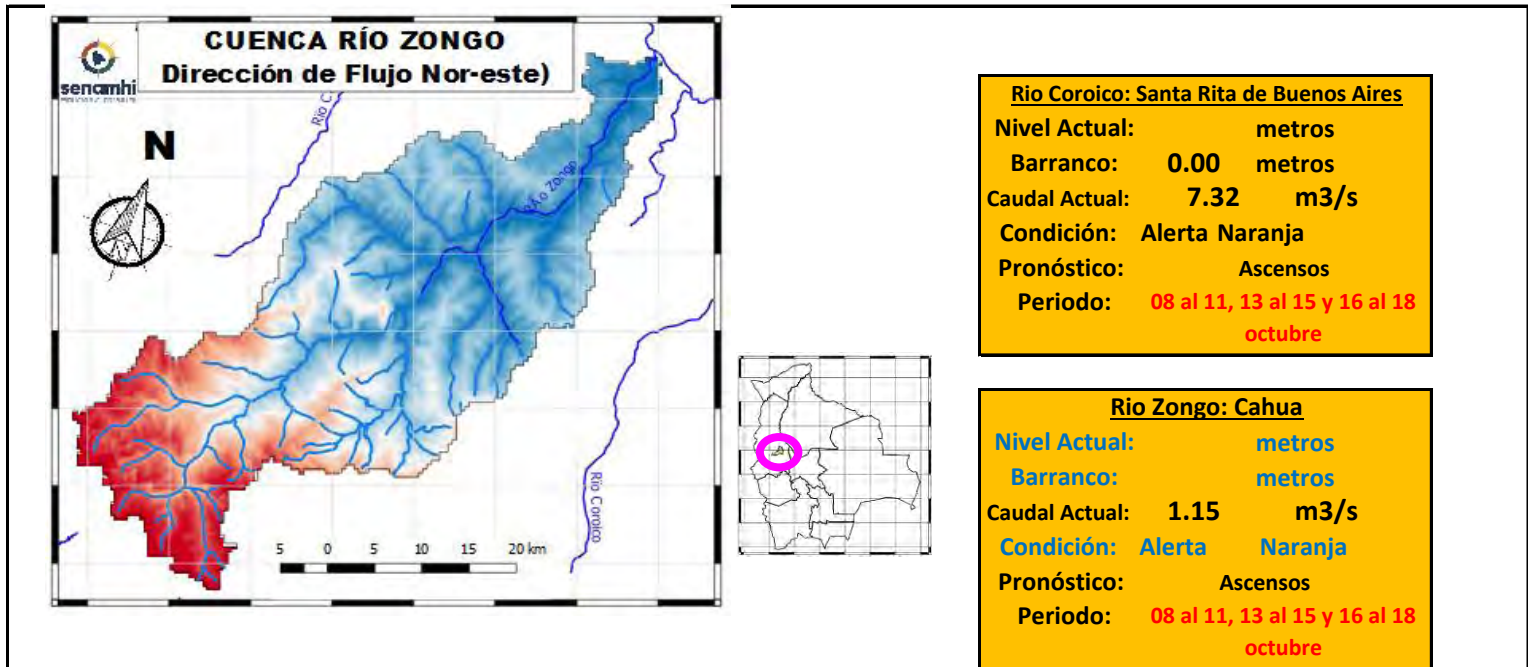 CUENCA RÍO ZONGO
Dirección de Flujo Nor-este)
senamhi
N
Río C
Río Zongo
Río Coroico
5 0 5 10 15 20 km
Rio Coroico: Santa Rita de Buenos Aires
Nivel Actual: metros
Barranco: 0.00 metros
Caudal Actual: 7.32 m3/s
Condición: Alerta Naranja
Pronóstico: Ascensos
Periodo: 08 al 11, 13 al 15 y 16 al 18
octubre
Rio Zongo: Cahua
Nivel Actual: metros
Barranco: metros
Caudal Actual: 1.15 m3/s
Condición: Alerta Naranja
Pronóstico: Ascensos
Periodo: 08 al 11, 13 al 15 y 16 al 18
octubre